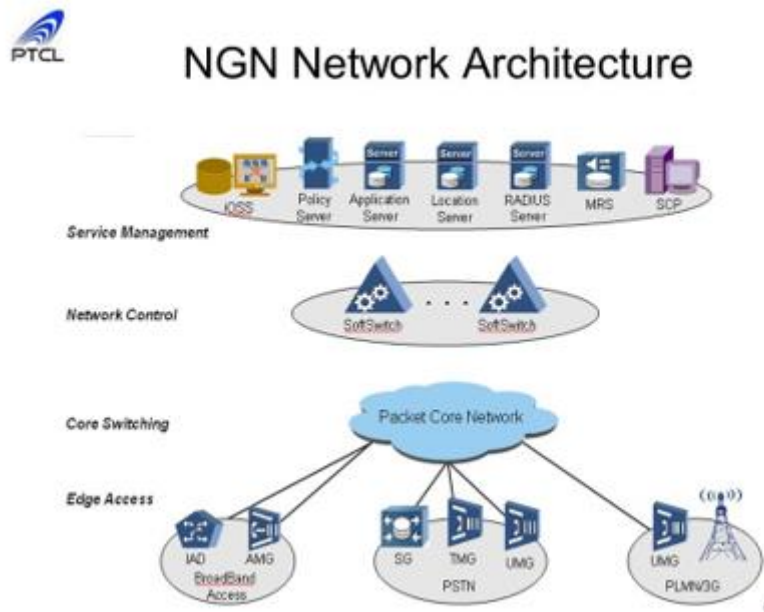 PTCL
NGN Network Architecture
iOSS
Policy
Server
Server
Application
Server
Server
Location
Server
Server
RADIUS
Server
MRS
SCP
Service Management
SoftSwitch
. . .
SoftSwitch
Network Control
Packet Core Network
Core Switching
Edge Access
IAD
AMG
BroadBand
Access
SG
TMG
UMG
PSTN
UMG
PLMN/3G